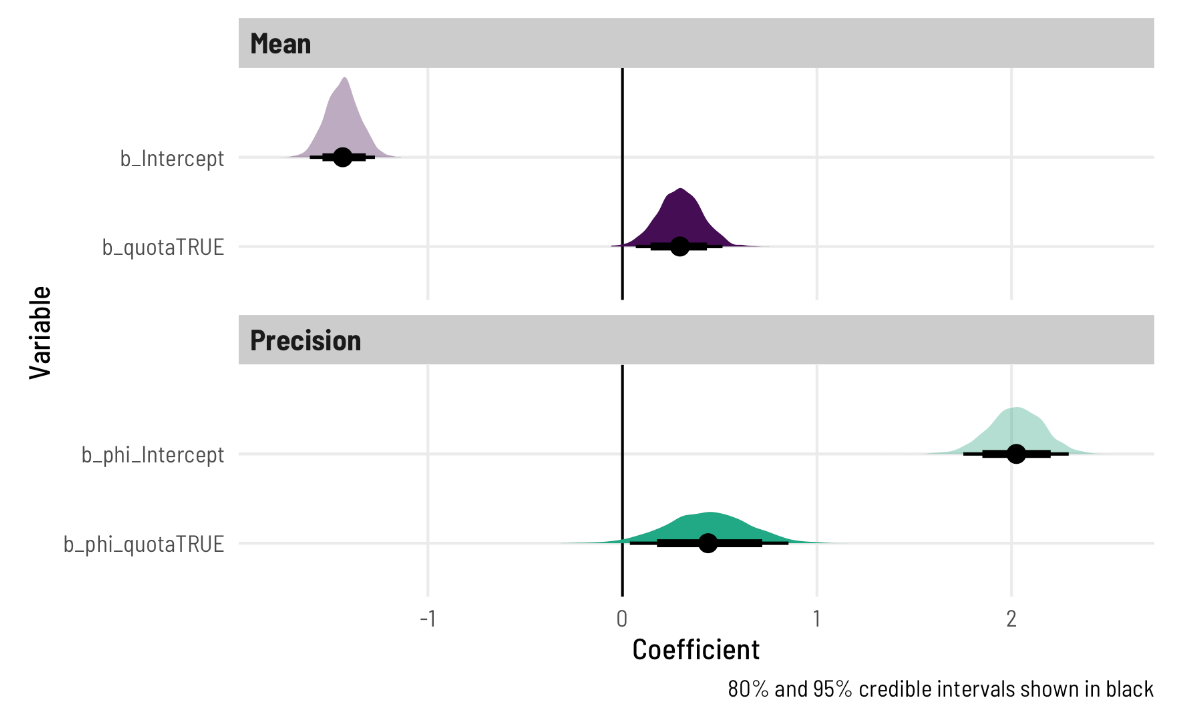 Mean
b_Intercept
b_quotaTRUE
Variable
Precision
b_phi_Intercept
b_phi_quotaTRUE
-1 0 1 2
Coefficient
80% and 95% credible intervals shown in black